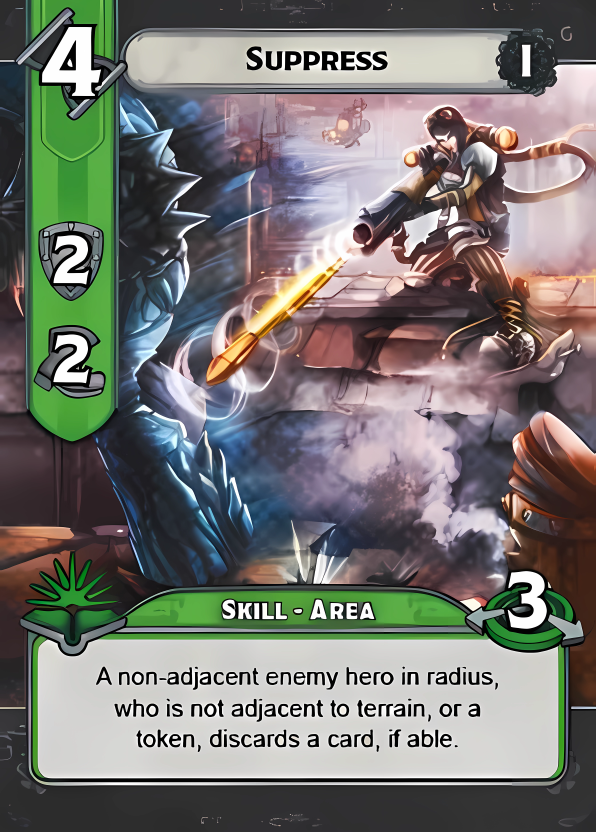 4
SUPPRESS
I
2
2
SKILL - AREA
3
A non-adjacent enemy hero in radius,
who is not adjacent to terrain, or a
token, discards a card, if able.